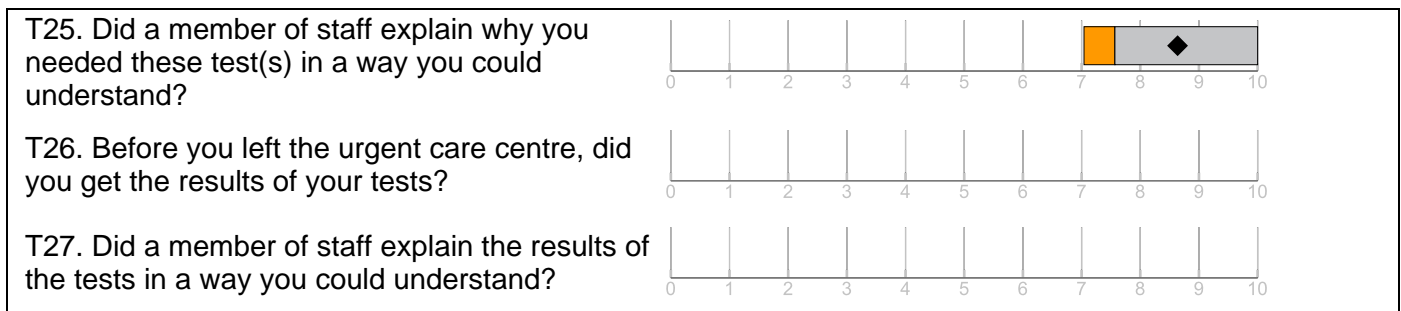 T25. Did a member of staff explain why you
needed these test(s) in a way you could
understand?
0 1 2 3 4 5 6 7 8 9 10
T26. Before you left the urgent care centre, did
you get the results of your tests?
0 1 2 3 4 5 6 7 8 9 10
T27. Did a member of staff explain the results of
the tests in a way you could understand?
0 1 2 3 4 5 6 7 8 9 10